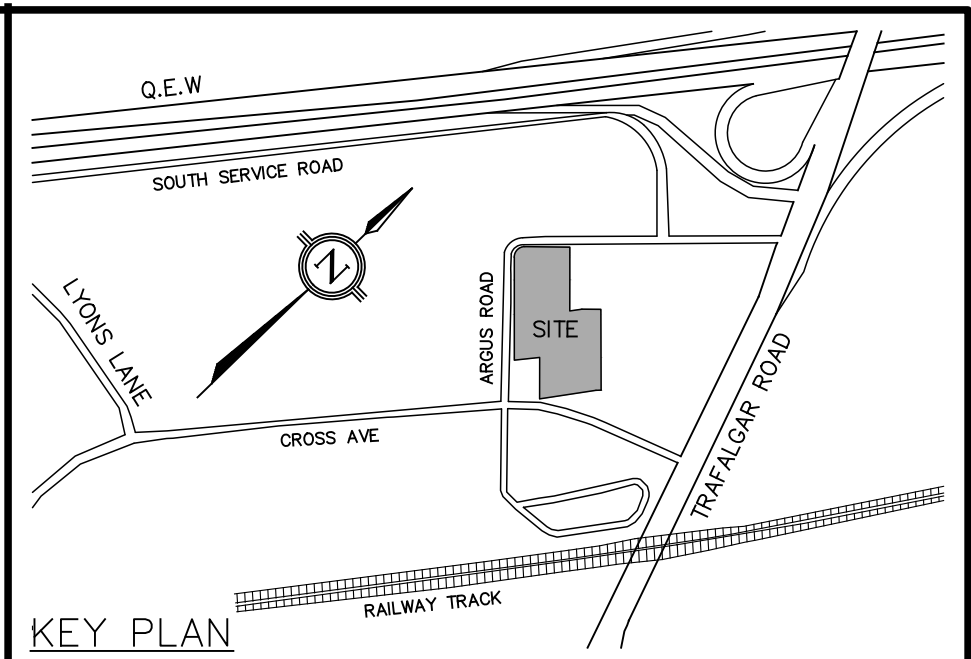 Q.E.W
SOUTH SERVICE ROAD
N
LYONS LANE
ARGUS ROAD
SITE
TRAFALGAR ROAD
CROSS AVE
RAILWAY TRACK
KEY PLAN